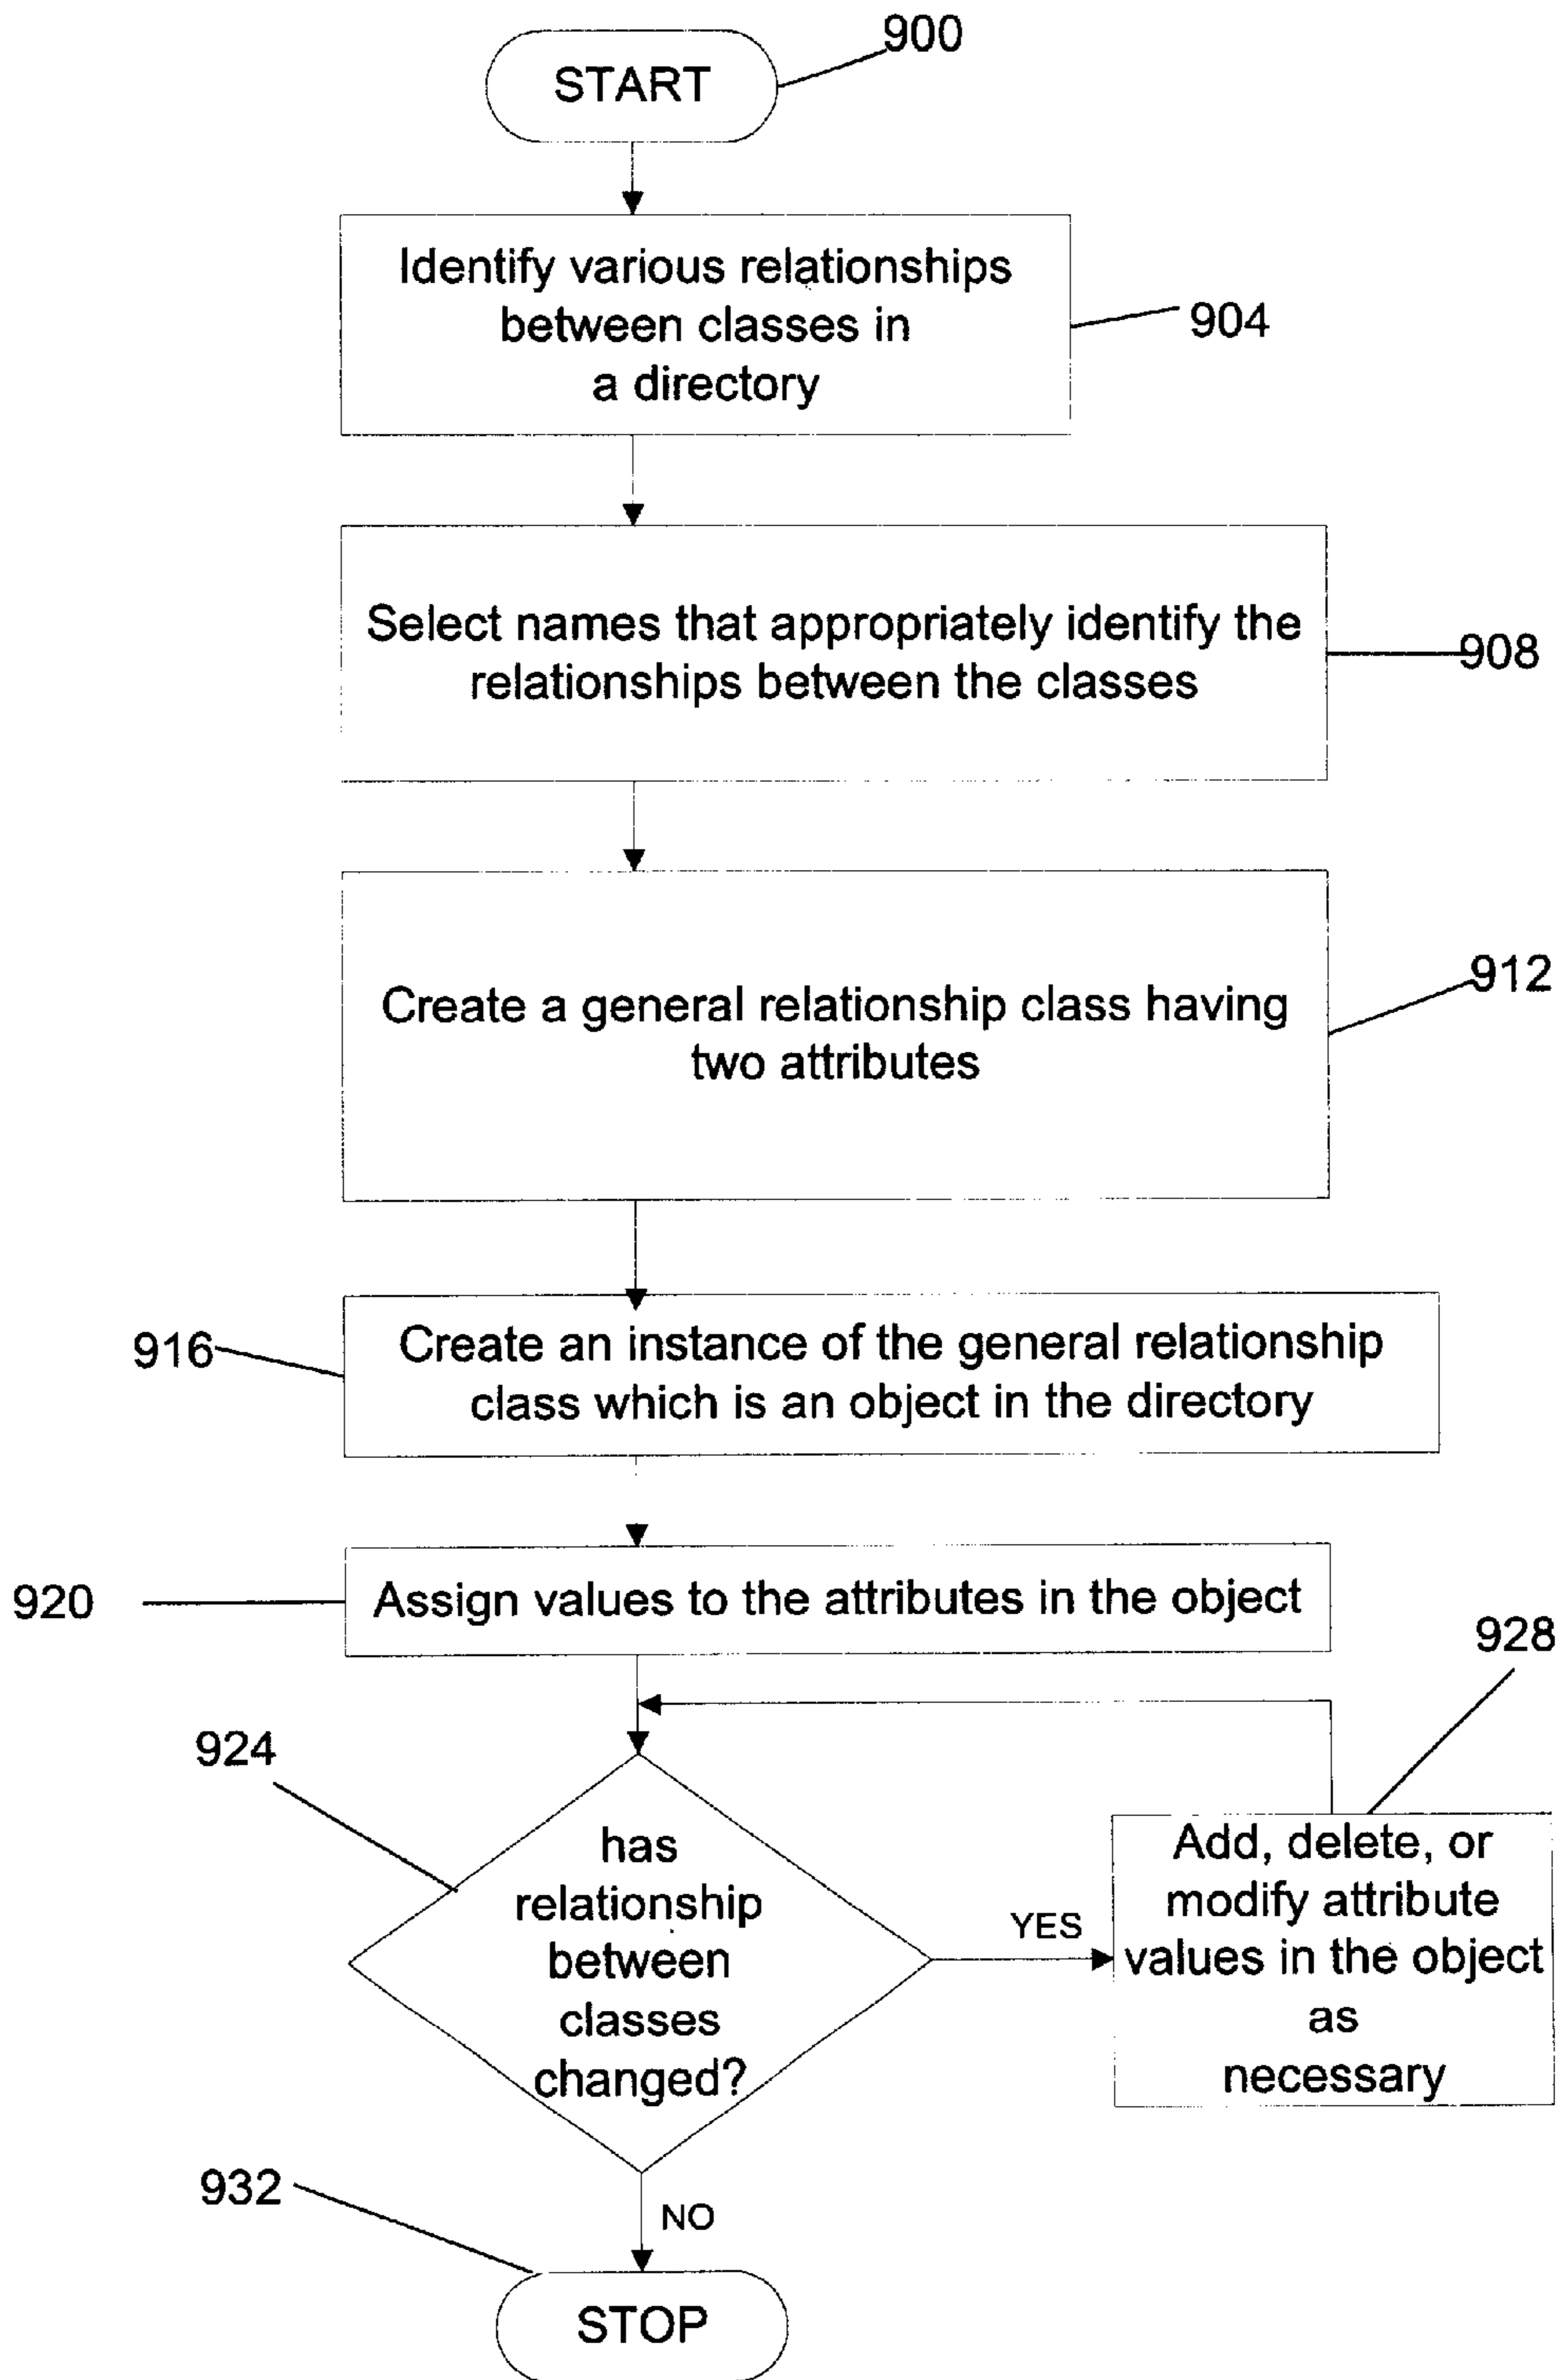 START
900
Identify various relationships
between classes in
a directory
904
Select names that appropriately identify the
relationships between the classes
908
Create a general relationship class having
two attributes
912
916
Create an instance of the general relationship
class which is an object in the directory
920
Assign values to the attributes in the object
928
924
has
relationship
between
classes
changed?
YES
Add, delete, or
modify attribute
values in the object
as
necessary
932
NO
STOP